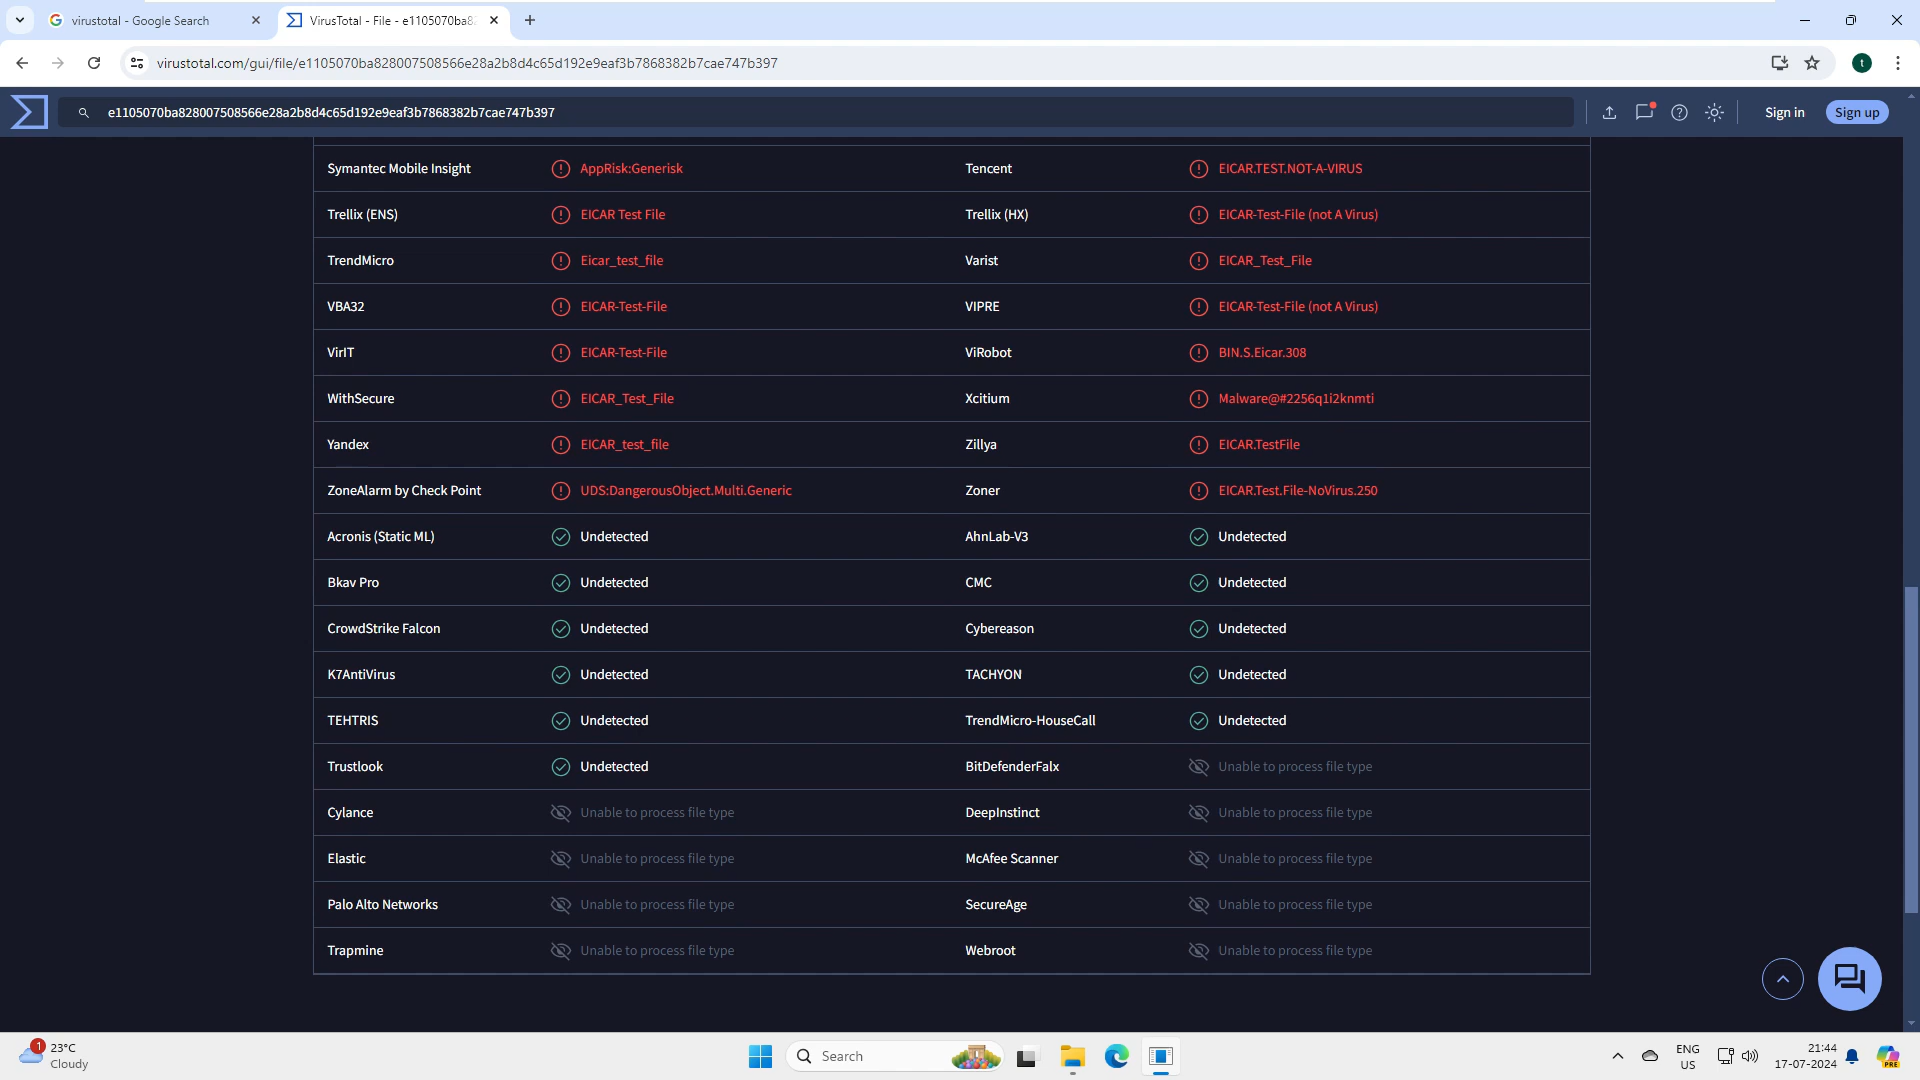 virustotal - Google Search
VirusTotal - File - e1105070ba82
virustotal.com/gui/file/e1105070ba828007508566e28a2b8d4c65d192e9eaf3b7868382b7cae747b397
t
e1105070ba828007508566e28a2b8d4c65d192e9eaf3b7868382b7cae747b397
Sign in
Sign up
Symantec Mobile Insight AppRisk:Generisk Tencent EICAR.TEST.NOT-A-VIRUS
Trellix (ENS) EICAR Test File Trellix (HX) EICAR-Test-File (not A Virus)
TrendMicro Eicar_test_file Varist EICAR_Test_File
VBA32 EICAR-Test-File VIPRE EICAR-Test-File (not A Virus)
VirIT EICAR-Test-File ViRobot BIN.S.Eicar.308
WithSecure EICAR_Test_File Xcitium Malware@#2256q1i2knmti
Yandex EICAR_test_file Zillya EICAR.TestFile
ZoneAlarm by Check Point UDS:DangerousObject.Multi.Generic Zoner EICAR.Test.File-NoVirus.250
Acronis (Static ML) Undetected AhnLab-V3 Undetected
Bkav Pro Undetected CMC Undetected
CrowdStrike Falcon Undetected Cybereason Undetected
K7AntiVirus Undetected TACHYON Undetected
TEHTRIS Undetected TrendMicro-HouseCall Undetected
Trustlook Undetected BitDefenderFalx Unable to process file type
Cylance Unable to process file type DeepInstinct Unable to process file type
Elastic Unable to process file type McAfee Scanner Unable to process file type
Palo Alto Networks Unable to process file type SecureAge Unable to process file type
Trapmine Unable to process file type Webroot Unable to process file type
1
23°C
Cloudy
Search
ENG
US
21:44
17-07-2024
PRE